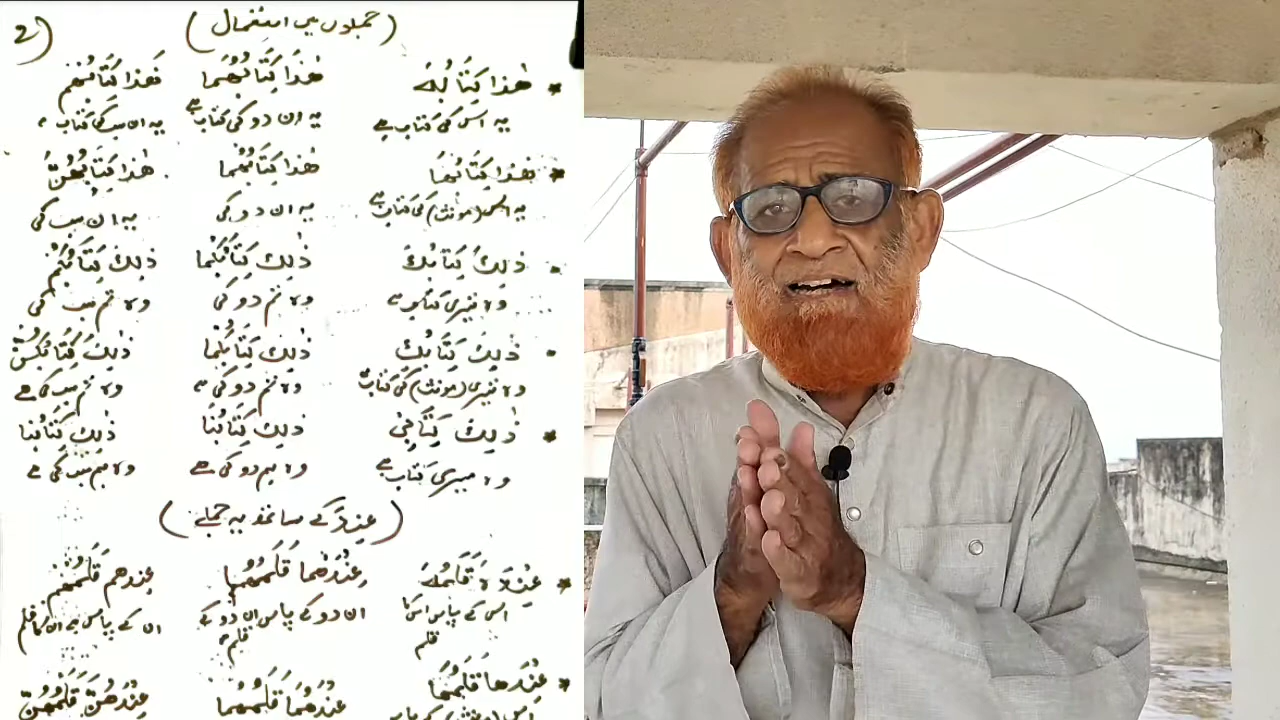 2) (جملوں میں استعمال)
* هٰذَا كِتَابُهٗ هٰذَا كِتَابُهُمَا هٰذَا كِتَابُهُمْ
یہ اس کی کتاب ہے یہ ان دو کی کتاب ہے یہ ان سب کی کتاب ہے
* هٰذَا كِتَابُهَا هٰذَا كِتَابُهُمَا هٰذَا كِتَابُهُنَّ
یہ اس (مونث) کی کتاب ہے یہ ان دو کی یہ ان سب کی
ذٰلِكَ كِتَابُكَ ذٰلِكَ كِتَابُكُمَا ذٰلِكَ كِتَابُكُمْ
وہ تیری کتاب ہے وہ تم دو کی وہ تم سب کی
ذٰلِكَ كِتَابُكِ ذٰلِكَ كِتَابُكُمَا ذٰلِكَ كِتَابُكُنَّ
وہ تیری (مونث) کی کتاب وہ تم دو کی ہے وہ تم سب کی ہے
* ذٰلِكَ كِتَابِيْ ذٰلِكَ كِتَابُنَا ذٰلِكَ كِتَابُنَا
وہ میری کتاب ہے وہ ہم دو کی ہے وہ ہم سب کی ہے
(عِنْدَ کے ساتھ یہ جملے)
* عِنْدَهٗ قَلَمُهٗ عِنْدَهُمَا قَلَمُهُمَا عِنْدَهُمْ قَلَمُهُمْ
اس کے پاس اس کا قلم ان دو کے پاس ان دو کے قلم ان کے پاس ہے ان کا قلم
* عِنْدَهَا قَلَمُهَا عِنْدَهُمَا قَلَمُهُمَا عِنْدَهُنَّ قَلَمُهُنَّ